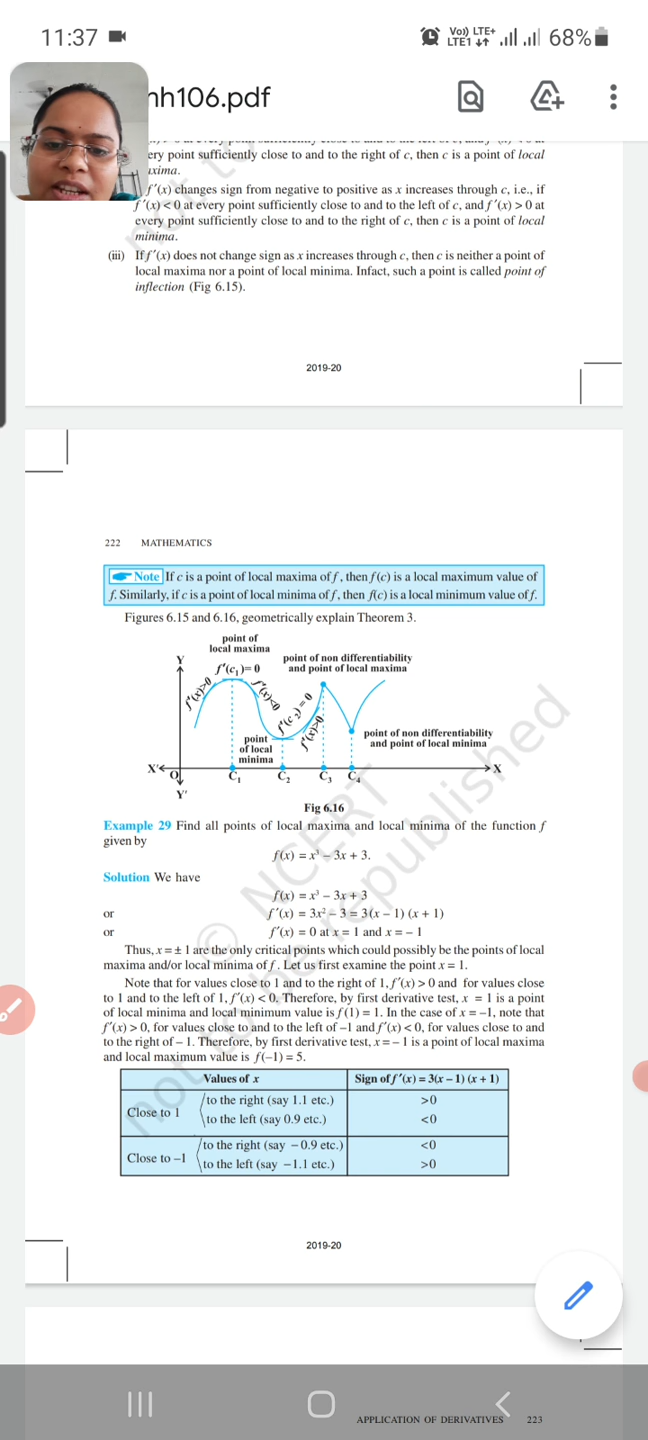 11:37
Vo)) LTE+
LTE1
68%
nh106.pdf
ery point sufficiently close to and to the right of c, then c is a point of local
xima.
f ′(x) changes sign from negative to positive as x increases through c, i.e., if
f ′(x) < 0 at every point sufficiently close to and to the left of c, and f ′(x) > 0 at
every point sufficiently close to and to the right of c, then c is a point of local
minima.
(iii) If f ′(x) does not change sign as x increases through c, then c is neither a point of
local maxima nor a point of local minima. Infact, such a point is called point of
inflection (Fig 6.15).
2019-20
222 MATHEMATICS
Note If c is a point of local maxima of f , then f (c) is a local maximum value of
f. Similarly, if c is a point of local minima of f , then f(c) is a local minimum value of f.
Figures 6.15 and 6.16, geometrically explain Theorem 3.
point of
local maxima
point of non differentiability
and point of local maxima
Y
f′(c₁)=0
f′(x)>0
f′(x)<0
f′(c₂)=0
f′(x)>0
point
of local
minima
point of non differentiability
and point of local minima
X′
O
C₁
C₂
C₃
C₄
X
Y′
Fig 6.16
Example 29 Find all points of local maxima and local minima of the function f
given by
f(x) = x³ – 3x + 3.
Solution We have
f(x) = x³ – 3x + 3
or f ′(x) = 3x² – 3 = 3(x – 1) (x + 1)
or f ′(x) = 0 at x = 1 and x = – 1
Thus, x = ± 1 are the only critical points which could possibly be the points of local
maxima and/or local minima of f . Let us first examine the point x = 1.
Note that for values close to 1 and to the right of 1, f ′(x) > 0 and for values close
to 1 and to the left of 1, f ′(x) < 0. Therefore, by first derivative test, x = 1 is a point
of local minima and local minimum value is f (1) = 1. In the case of x = –1, note that
f ′(x) > 0, for values close to and to the left of –1 and f ′(x) < 0, for values close to and
to the right of – 1. Therefore, by first derivative test, x = – 1 is a point of local maxima
and local maximum value is f(–1) = 5.
Values of x Sign of f ′(x) = 3(x – 1) (x + 1)
Close to 1
to the right (say 1.1 etc.) >0
to the left (say 0.9 etc.) <0
Close to –1
to the right (say –0.9 etc.) <0
to the left (say –1.1 etc.) >0
© NCERT
not to be republished
2019-20
APPLICATION OF DERIVATIVES 223